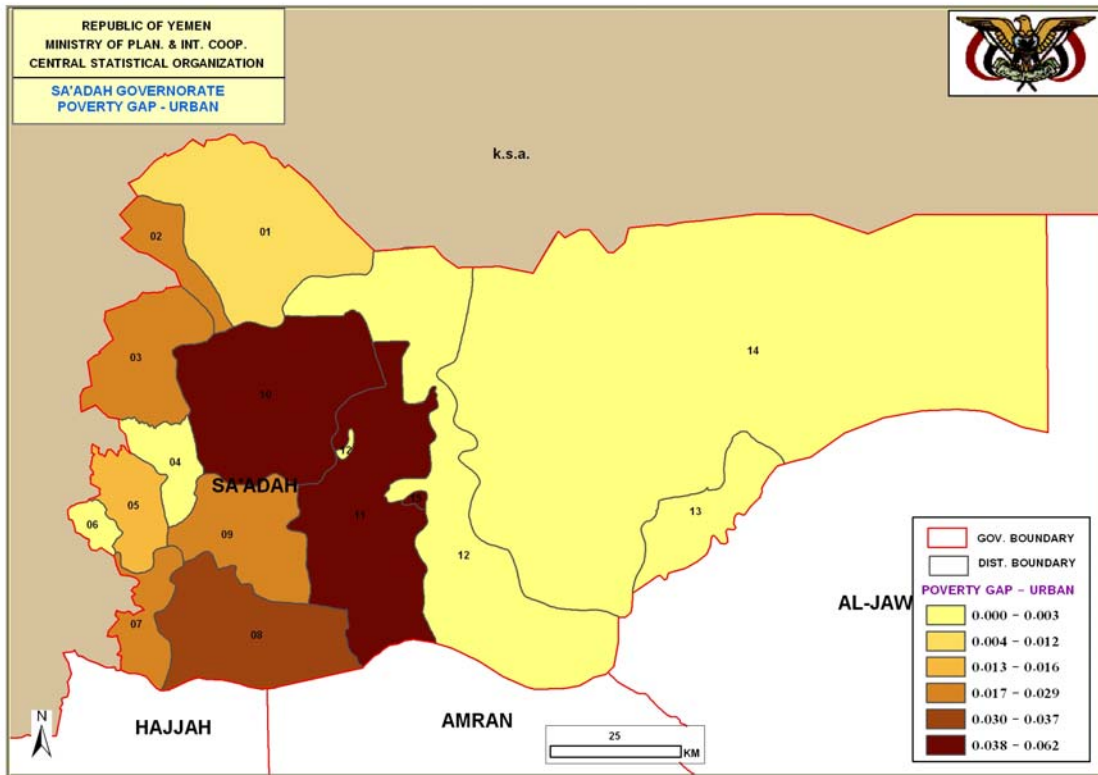 REPUBLIC OF YEMEN
MINISTRY OF PLAN. & INT. COOP.
CENTRAL STATISTICAL ORGANIZATION
SA'ADAH GOVERNORATE
POVERTY GAP - URBAN
k.s.a.
01
02
03
14
10
04
12
SA'ADAH
05
06
11
13
09
12
07
08
AL-JAW
HAJJAH
AMRAN
N
25
KM
GOV. BOUNDARY
DIST. BOUNDARY
POVERTY GAP – URBAN
0.000 – 0.003
0.004 – 0.012
0.013 – 0.016
0.017 – 0.029
0.030 – 0.037
0.038 – 0.062